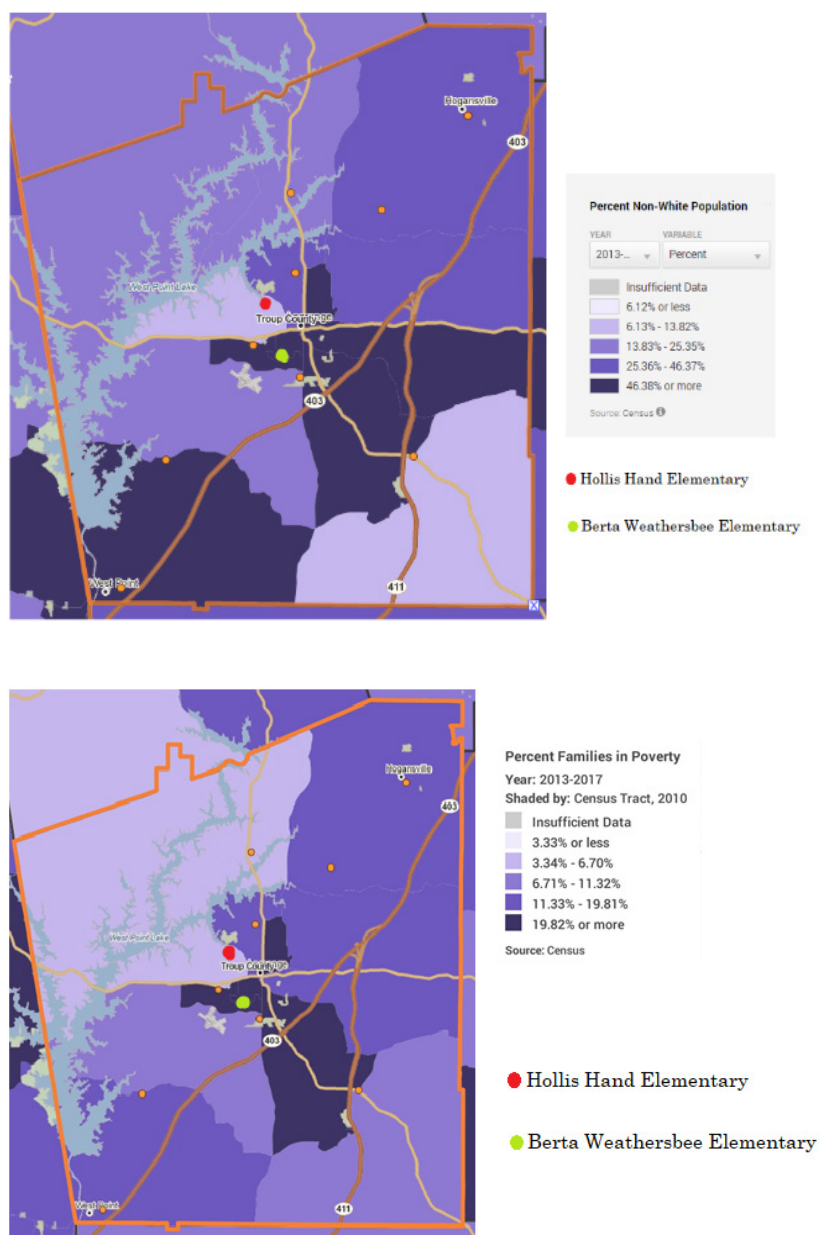 Hogansville
403
West Point Lake
Troup County
ge
403
West Point
411
Percent Non-White Population
YEAR VARIABLE
2013-... Percent
Insufficient Data
6.12% or less
6.13% - 13.82%
13.83% - 25.35%
25.36% - 46.37%
46.38% or more
Source: Census
Hollis Hand Elementary
Berta Weathersbee Elementary
Hogansville
403
West Point Lake
Troup County
ge
403
West Point
411
Percent Families in Poverty
Year: 2013-2017
Shaded by: Census Tract, 2010
Insufficient Data
3.33% or less
3.34% - 6.70%
6.71% - 11.32%
11.33% - 19.81%
19.82% or more
Source: Census
Hollis Hand Elementary
Berta Weathersbee Elementary